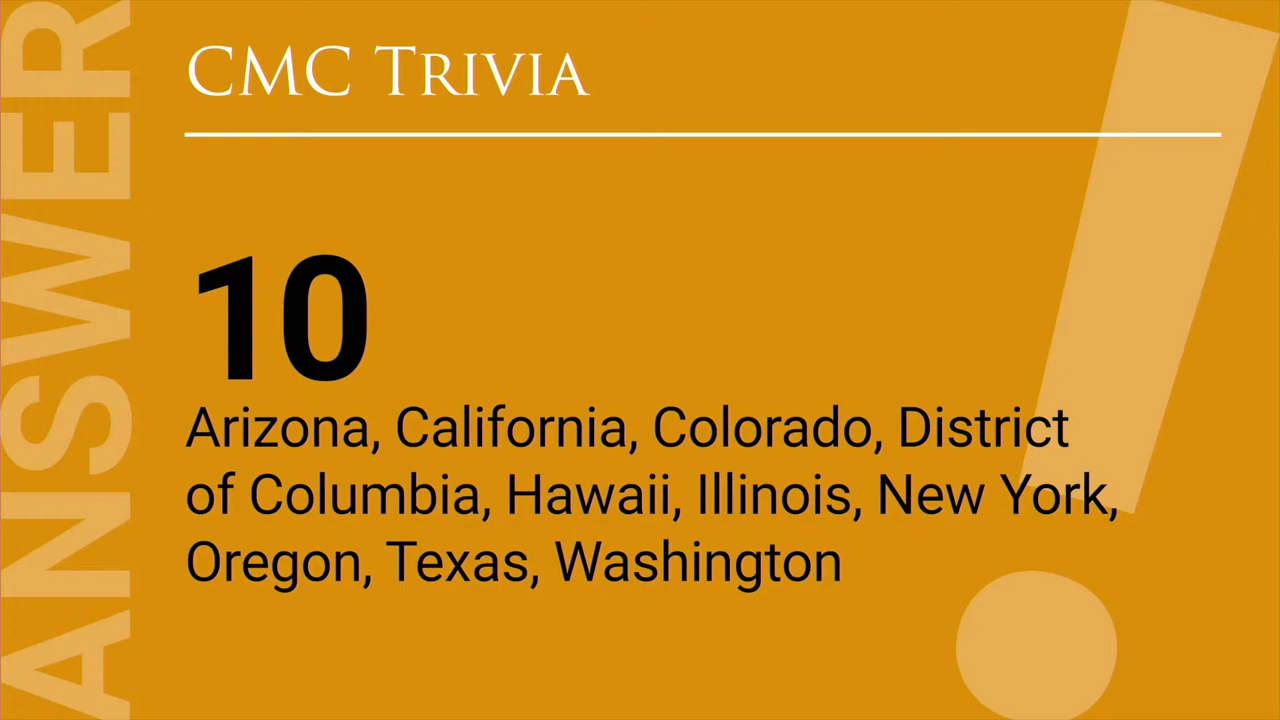 ANSWER
CMC TRIVIA
10
Arizona, California, Colorado, District
of Columbia, Hawaii, Illinois, New York,
Oregon, Texas, Washington
!